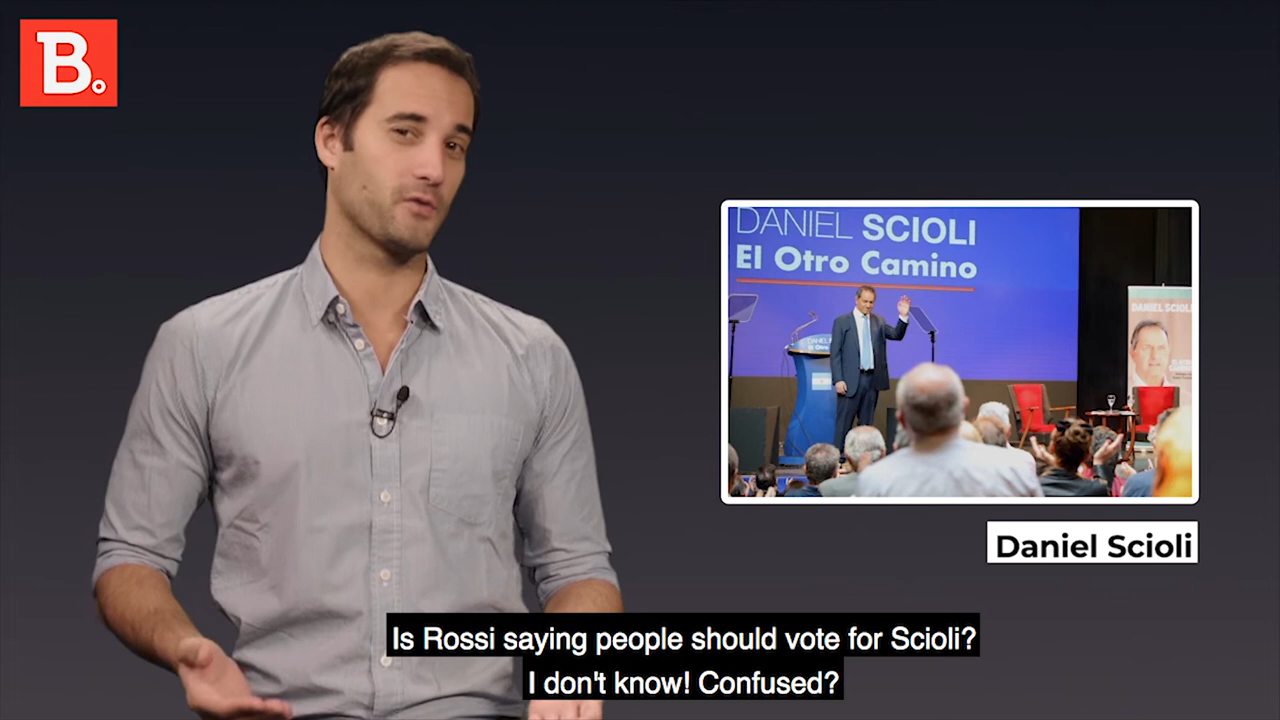 B.
DANIEL SCIOLI
El Otro Camino
DANIEL SCIOLI
Daniel Scioli
Is Rossi saying people should vote for Scioli?
I don't know! Confused?